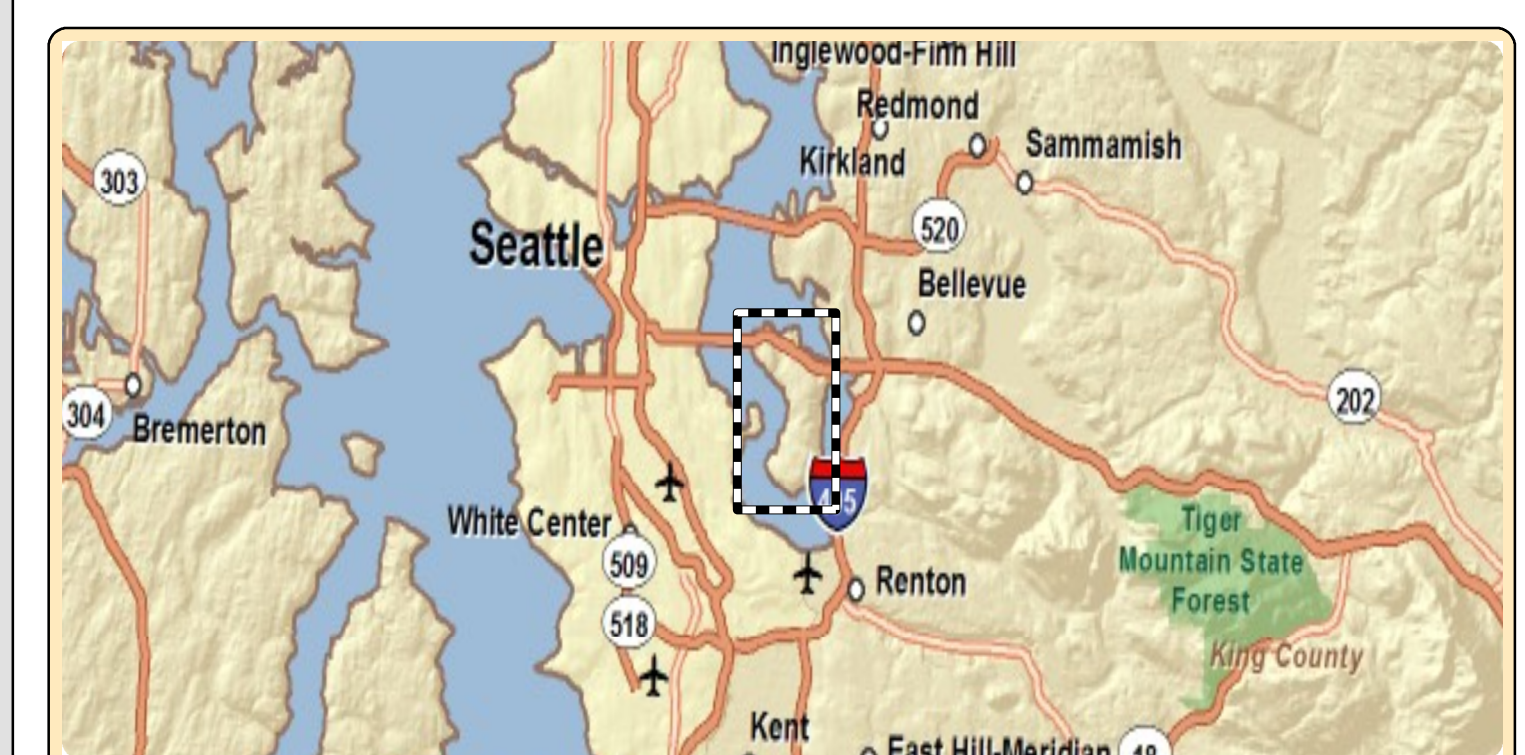 Inglewood-Finn Hill
Redmond
Sammamish
Kirkland
303
520
Seattle
Bellevue
202
304
Bremerton
405
White Center
Tiger
Mountain State
Forest
509
Renton
518
King County
Kent
East Hill-Meridian